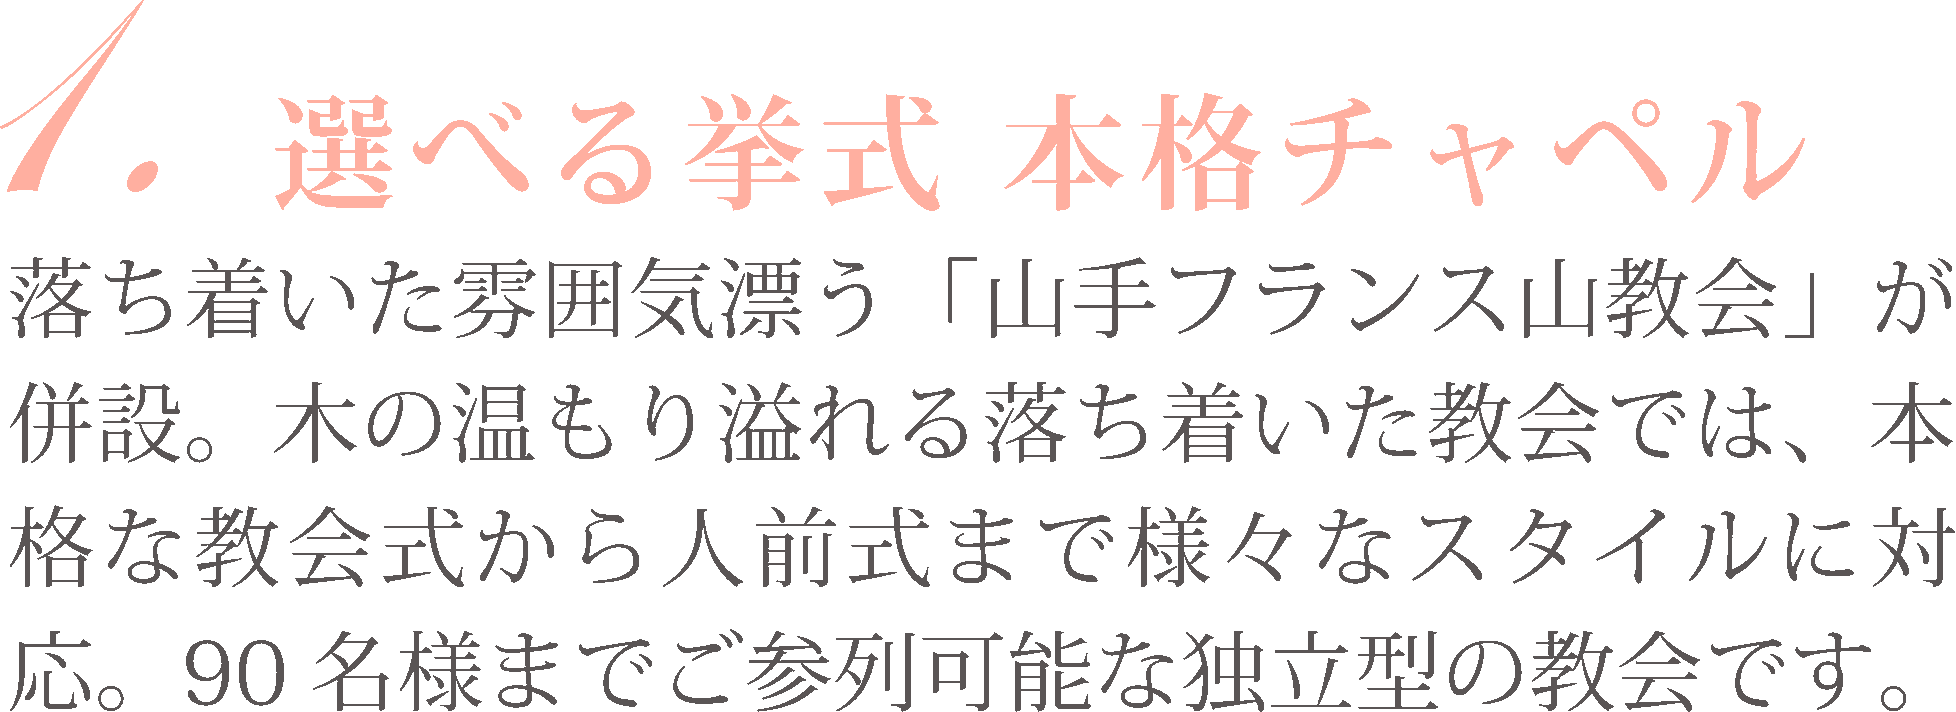 1. 選べる挙式 本格チャペル
落ち着いた雰囲気漂う「山手フランス山教会」が
併設。木の温もり溢れる落ち着いた教会では、本
格な教会式から人前式まで様々なスタイルに対
応。90 名様までご参列可能な独立型の教会です。